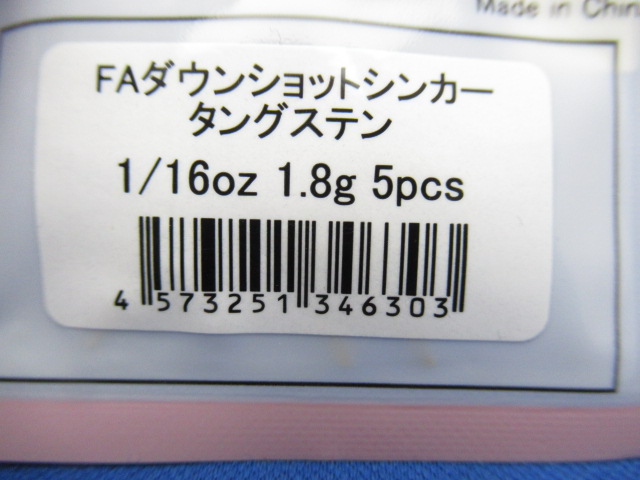 Made in Chin
FAダウンショットシンカー
タングステン
1/16oz 1.8g 5pcs
4 573251 346303